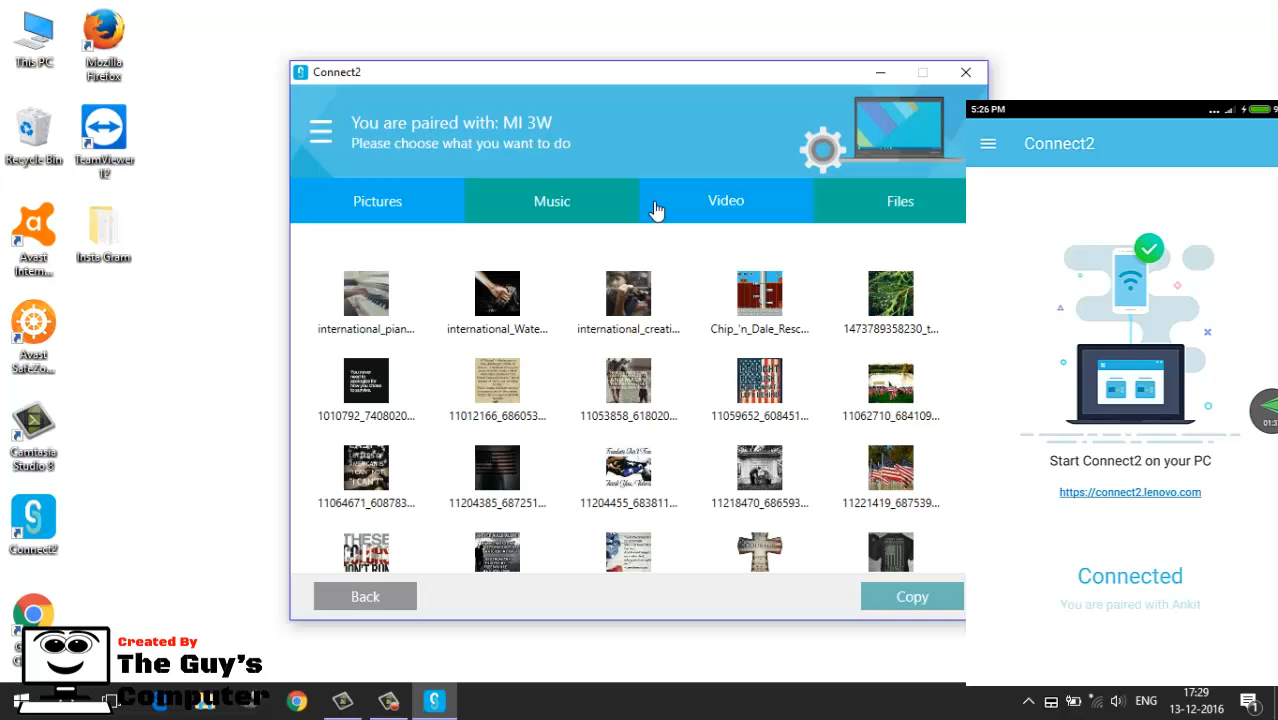 This PC
Mozilla
Firefox
Recycle Bin
TeamViewer
Avast
Intern...
Insta Gram
Avast
SafeZo...
Camtasia
Studio 8
Connect2
Created By
The Guy's
Computer
Connect2
You are paired with: MI 3W
Please choose what you want to do
Pictures
Music
Video
Files
international_pian...
international_Wate...
international_creati...
Chip_'n_Dale_Resc...
1473789358230_t...
1010792_7408020...
11012166_686053...
11053858_618020...
11059652_608451...
11062710_684109...
11064671_608783...
11204385_687251...
11204455_683811...
11218470_686593...
11221419_687539...
THESE
Back
Copy
5:26 PM
Connect2
Start Connect2 on your PC
https://connect2.lenovo.com
Connected
You are paired with Ankit
ENG
17:29
13-12-2016